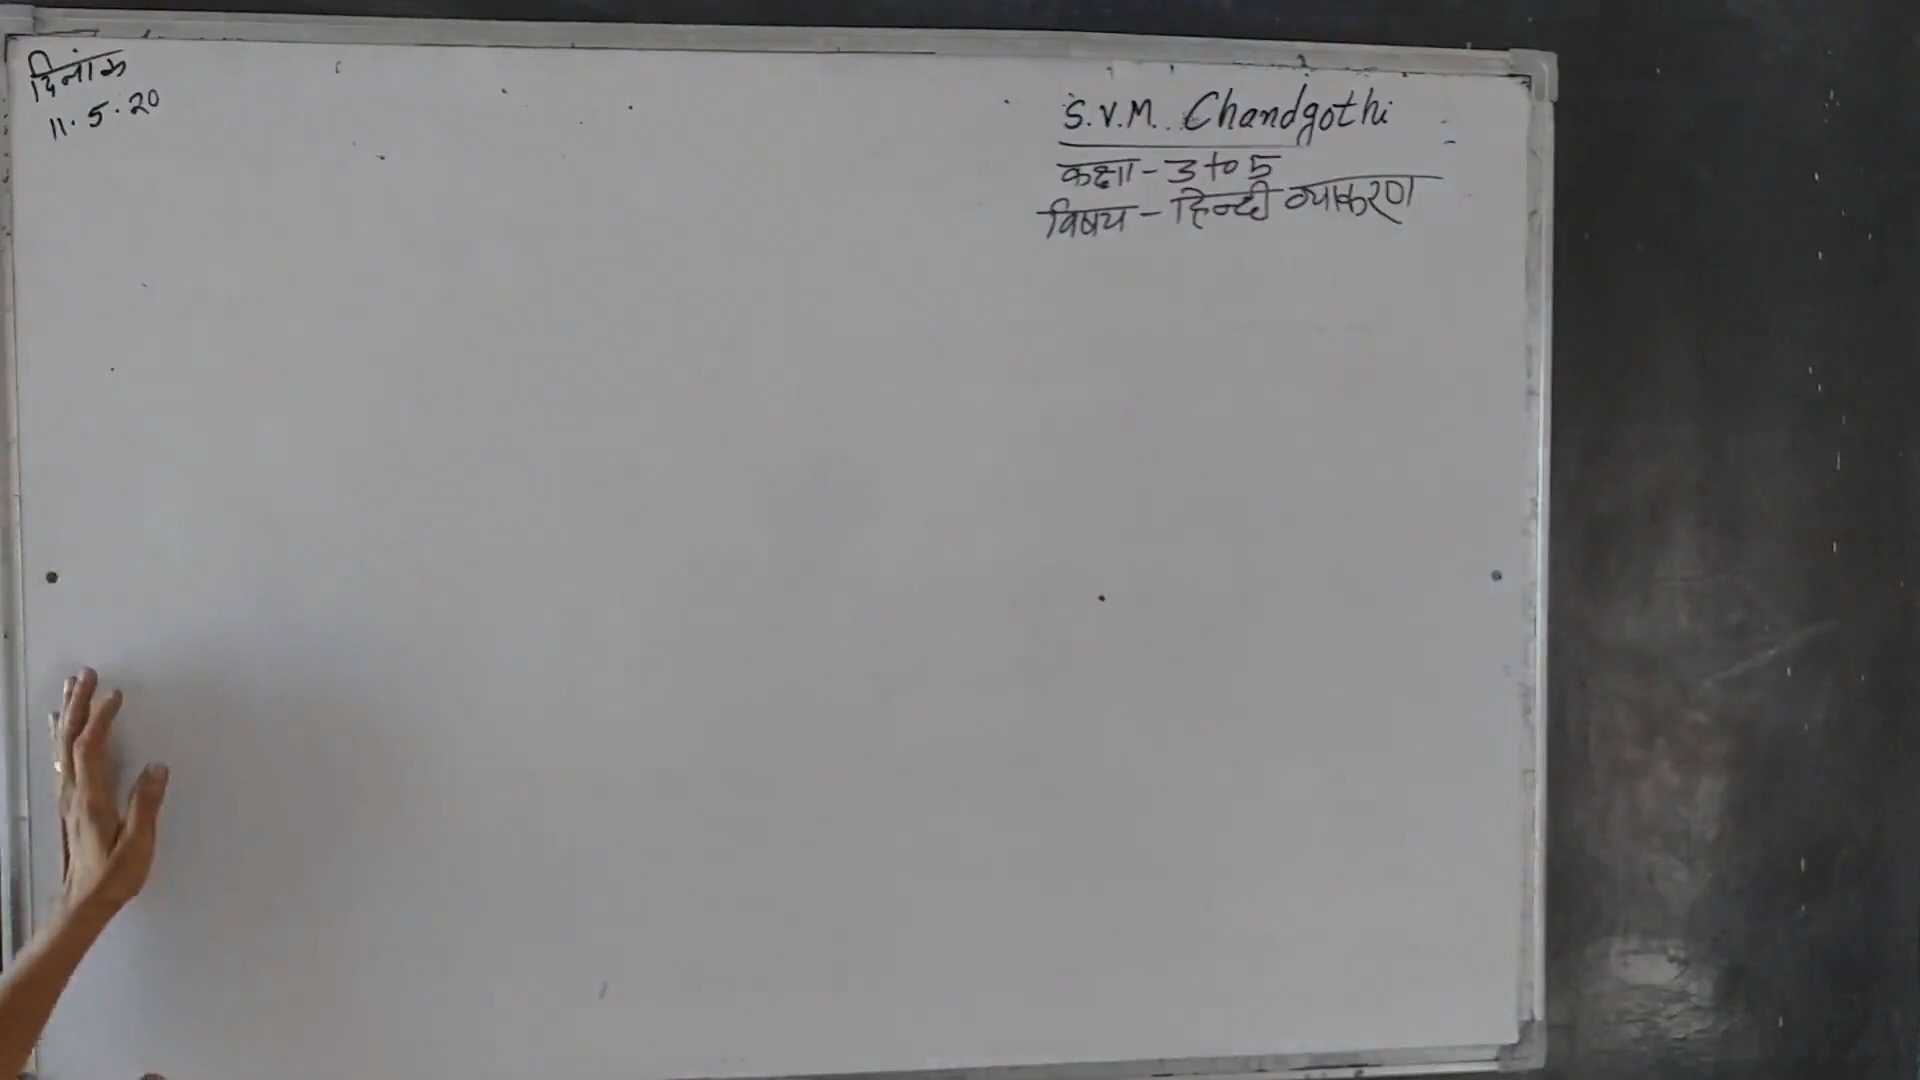 दिनांक
11.5.20
S.V.M. Chandgothi
कक्षा - 3 to 5
विषय - हिन्दी व्याकरण